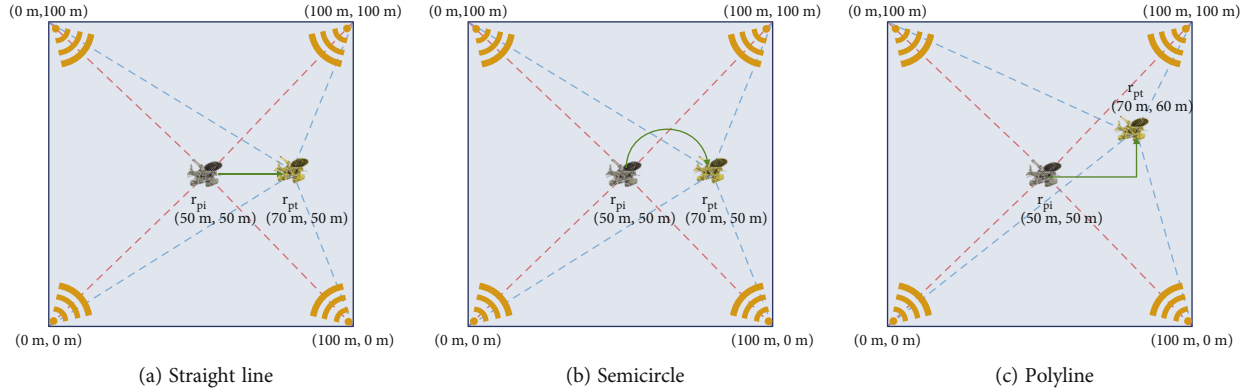 (0 m,100 m)
(100 m, 100 m)
r_pi
(50 m, 50 m)
r_pt
(70 m, 50 m)
(0 m, 0 m)
(100 m, 0 m)
(a) Straight line
(0 m,100 m)
(100 m, 100 m)
r_pi
(50 m, 50 m)
r_pt
(70 m, 50 m)
(0 m, 0 m)
(100 m, 0 m)
(b) Semicircle
(0 m,100 m)
(100 m, 100 m)
r_pt
(70 m, 60 m)
r_pi
(50 m, 50 m)
(0 m, 0 m)
(100 m, 0 m)
(c) Polyline